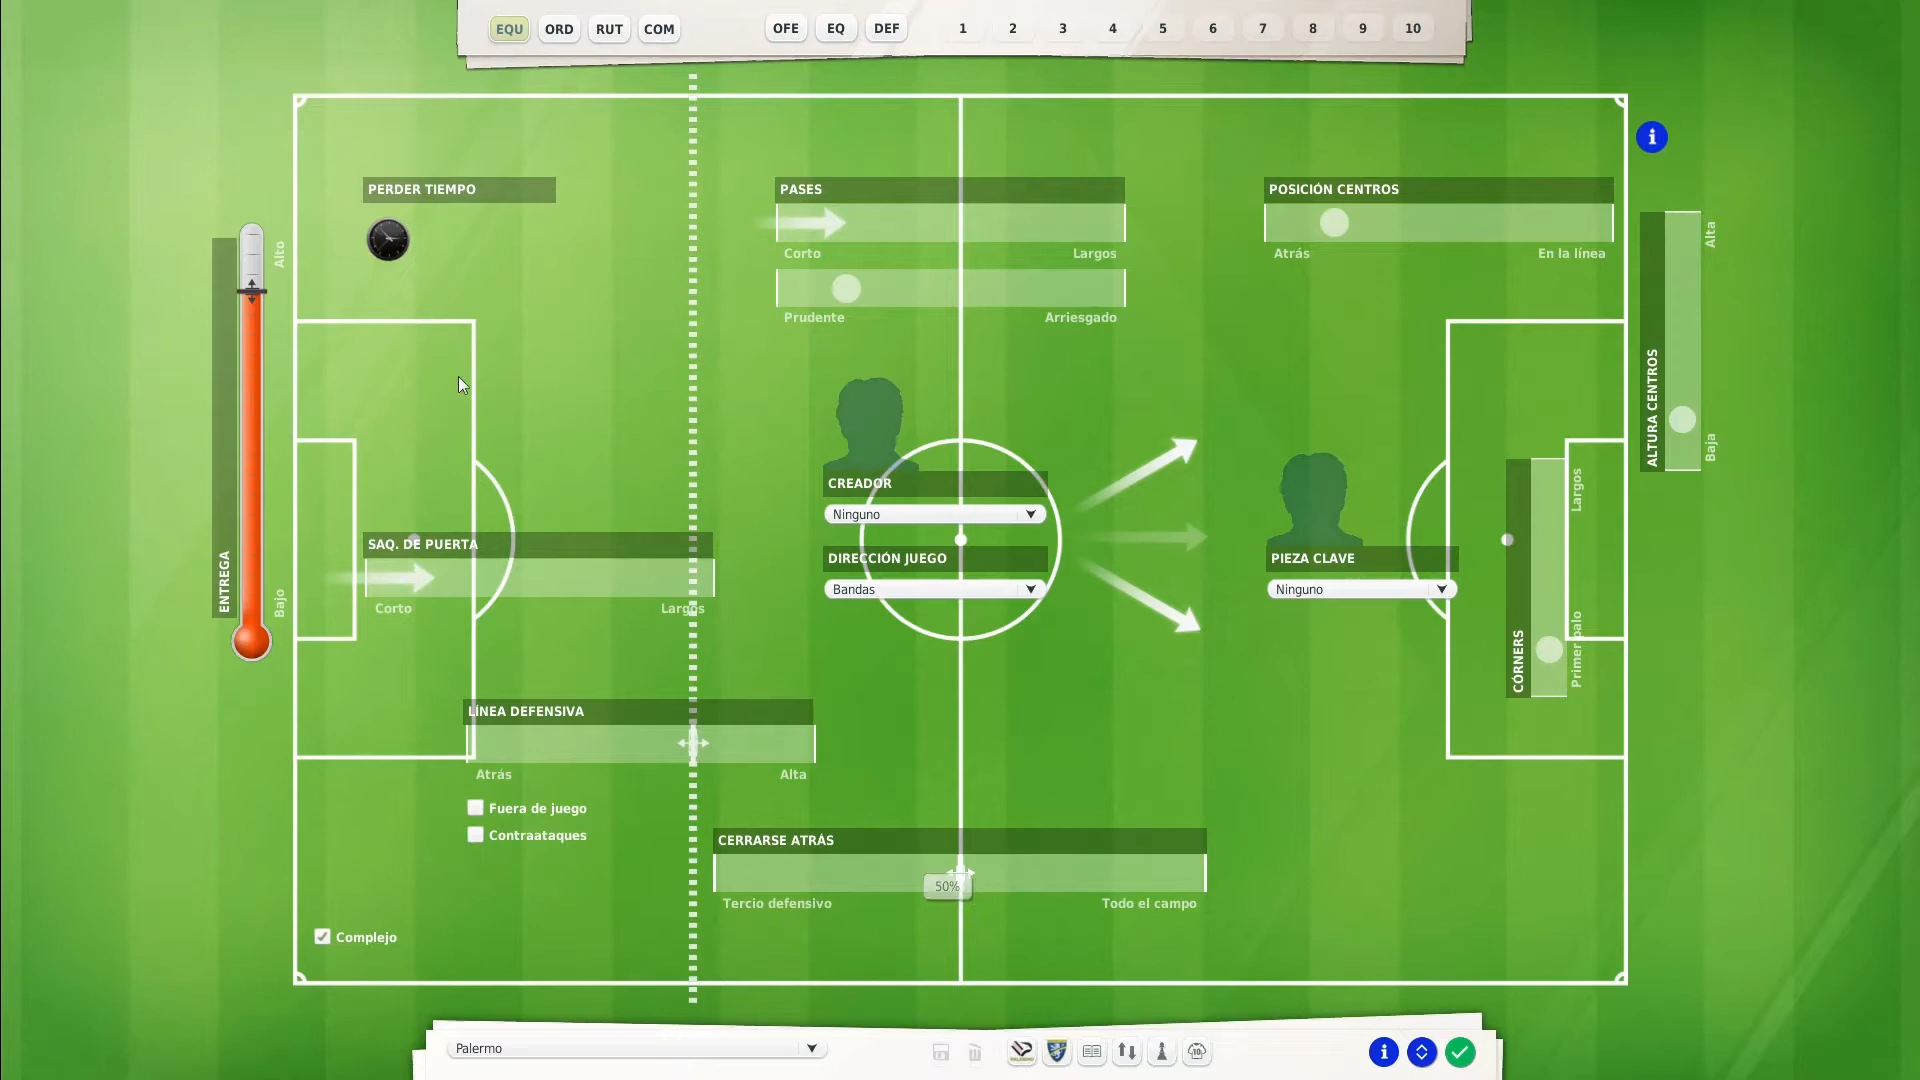 EQU ORD RUT COM OFE EQ DEF 1 2 3 4 5 6 7 8 9 10
PERDER TIEMPO
PASES
Corto Largos
Prudente Arriesgado
POSICIÓN CENTROS
Atrás En la línea
ENTREGA
Alto
Bajo
ALTURA CENTROS
Alta
Baja
CREADOR
Ninguno
DIRECCIÓN JUEGO
Bandas
PIEZA CLAVE
Ninguno
SAQ. DE PUERTA
Corto Largos
CÓRNERS
Largos
Primer palo
LÍNEA DEFENSIVA
Atrás Alta
Fuera de juego
Contraataques
CERRARSE ATRÁS
50%
Tercio defensivo Todo el campo
Complejo
Palermo
PALERMO
10